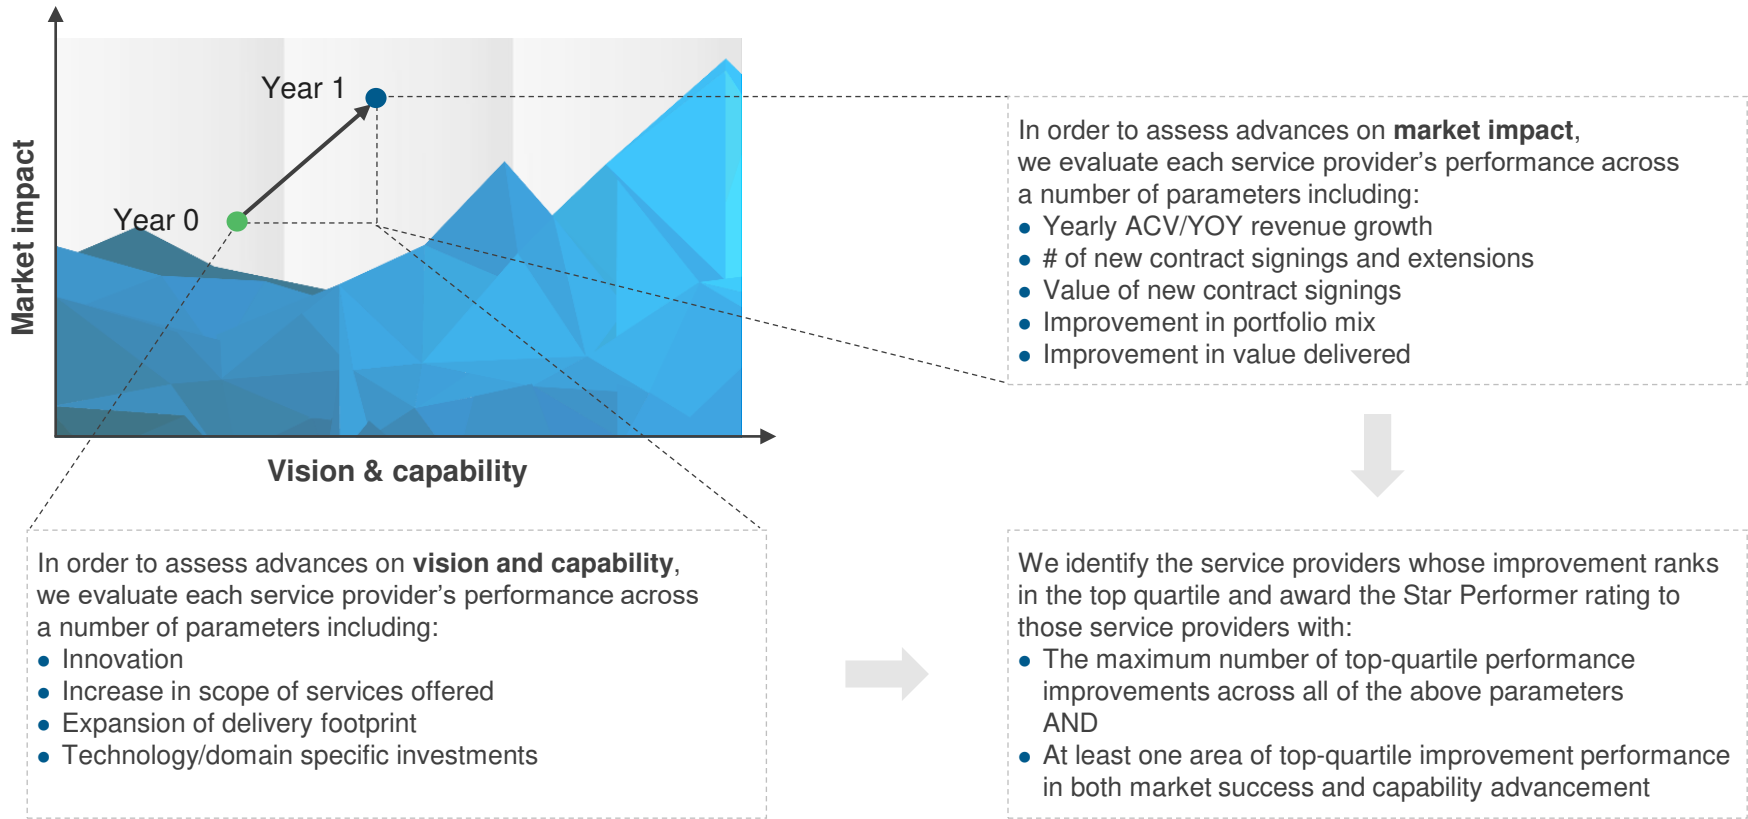 Year 1
Year 0
Market impact
Vision & capability
In order to assess advances on market impact,
we evaluate each service provider’s performance across
a number of parameters including:
● Yearly ACV/YOY revenue growth
● # of new contract signings and extensions
● Value of new contract signings
● Improvement in portfolio mix
● Improvement in value delivered
In order to assess advances on vision and capability,
we evaluate each service provider’s performance across
a number of parameters including:
● Innovation
● Increase in scope of services offered
● Expansion of delivery footprint
● Technology/domain specific investments
We identify the service providers whose improvement ranks
in the top quartile and award the Star Performer rating to
those service providers with:
● The maximum number of top-quartile performance
improvements across all of the above parameters
AND
● At least one area of top-quartile improvement performance
in both market success and capability advancement